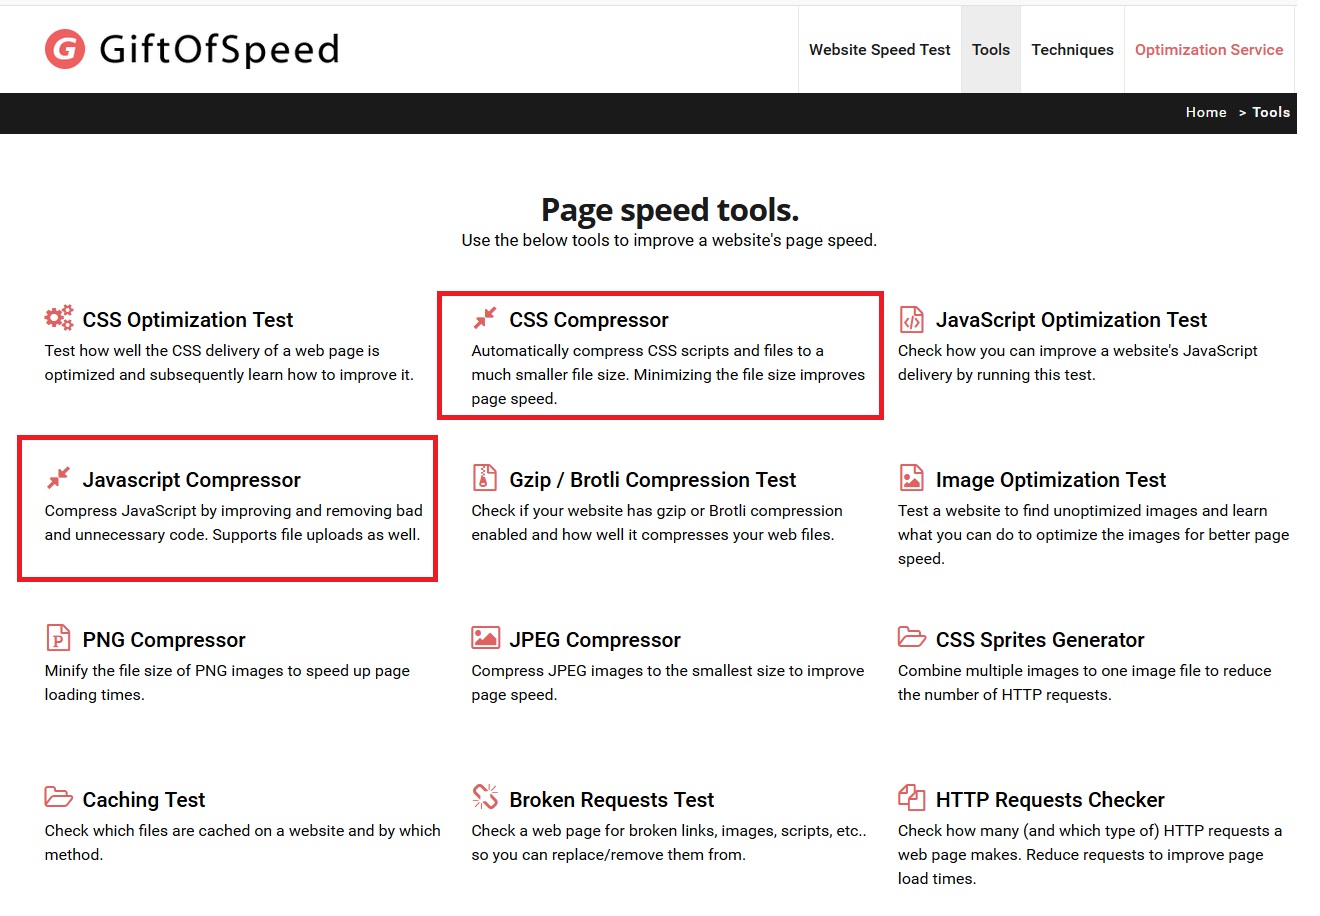 GiftOfSpeed
Website Speed Test
Tools
Techniques
Optimization Service
Home > Tools
Page speed tools.
Use the below tools to improve a website's page speed.
CSS Optimization Test
Test how well the CSS delivery of a web page is
optimized and subsequently learn how to improve it.
CSS Compressor
Automatically compress CSS scripts and files to a
much smaller file size. Minimizing the file size improves
page speed.
JavaScript Optimization Test
Check how you can improve a website's JavaScript
delivery by running this test.
Javascript Compressor
Compress JavaScript by improving and removing bad
and unnecessary code. Supports file uploads as well.
Gzip / Brotli Compression Test
Check if your website has gzip or Brotli compression
enabled and how well it compresses your web files.
Image Optimization Test
Test a website to find unoptimized images and learn
what you can do to optimize the images for better page
speed.
PNG Compressor
Minify the file size of PNG images to speed up page
loading times.
JPEG Compressor
Compress JPEG images to the smallest size to improve
page speed.
CSS Sprites Generator
Combine multiple images to one image file to reduce
the number of HTTP requests.
Caching Test
Check which files are cached on a website and by which
method.
Broken Requests Test
Check a web page for broken links, images, scripts, etc..
so you can replace/remove them from.
HTTP Requests Checker
Check how many (and which type of) HTTP requests a
web page makes. Reduce requests to improve page
load times.